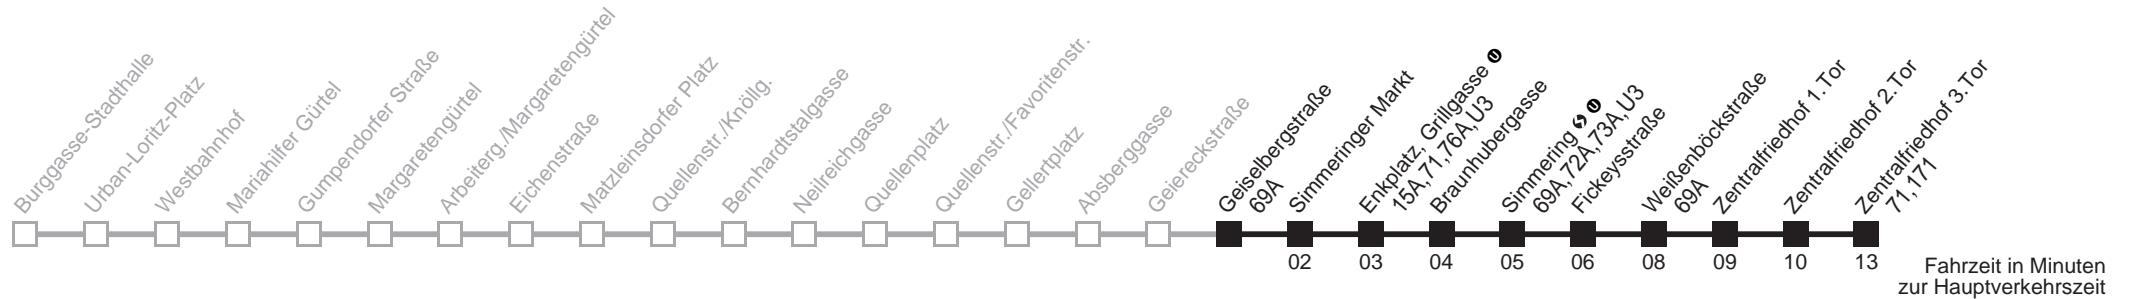 Burggasse-Stadthalle
Urban-Loritz-Platz
Westbahnhof
Mariahilfer Gürtel
Gumpendorfer Straße
Margaretengürtel
Arbeiterg./Margaretengürtel
Eichenstraße
Matzleinsdorfer Platz
Quellenstr./Knöllg.
Bernhardtstalgasse
Neilreichgasse
Quellenplatz
Quellenstr./Favoritenstr.
Gellertplatz
Absberggasse
Geiereckstraße
Geiselbergstraße
69A
Simmeringer Markt
Enkplatz, Grillgasse U
15A,71,76A,U3
Braunhubergasse
Simmering S U
69A,72A,73A,U3
Fickeysstraße
Weißenböckstraße
69A
Zentralfriedhof 1.Tor
Zentralfriedhof 2.Tor
Zentralfriedhof 3.Tor
71,171
02 03 04 05 06 08 09 10 13
Fahrzeit in Minuten
zur Hauptverkehrszeit